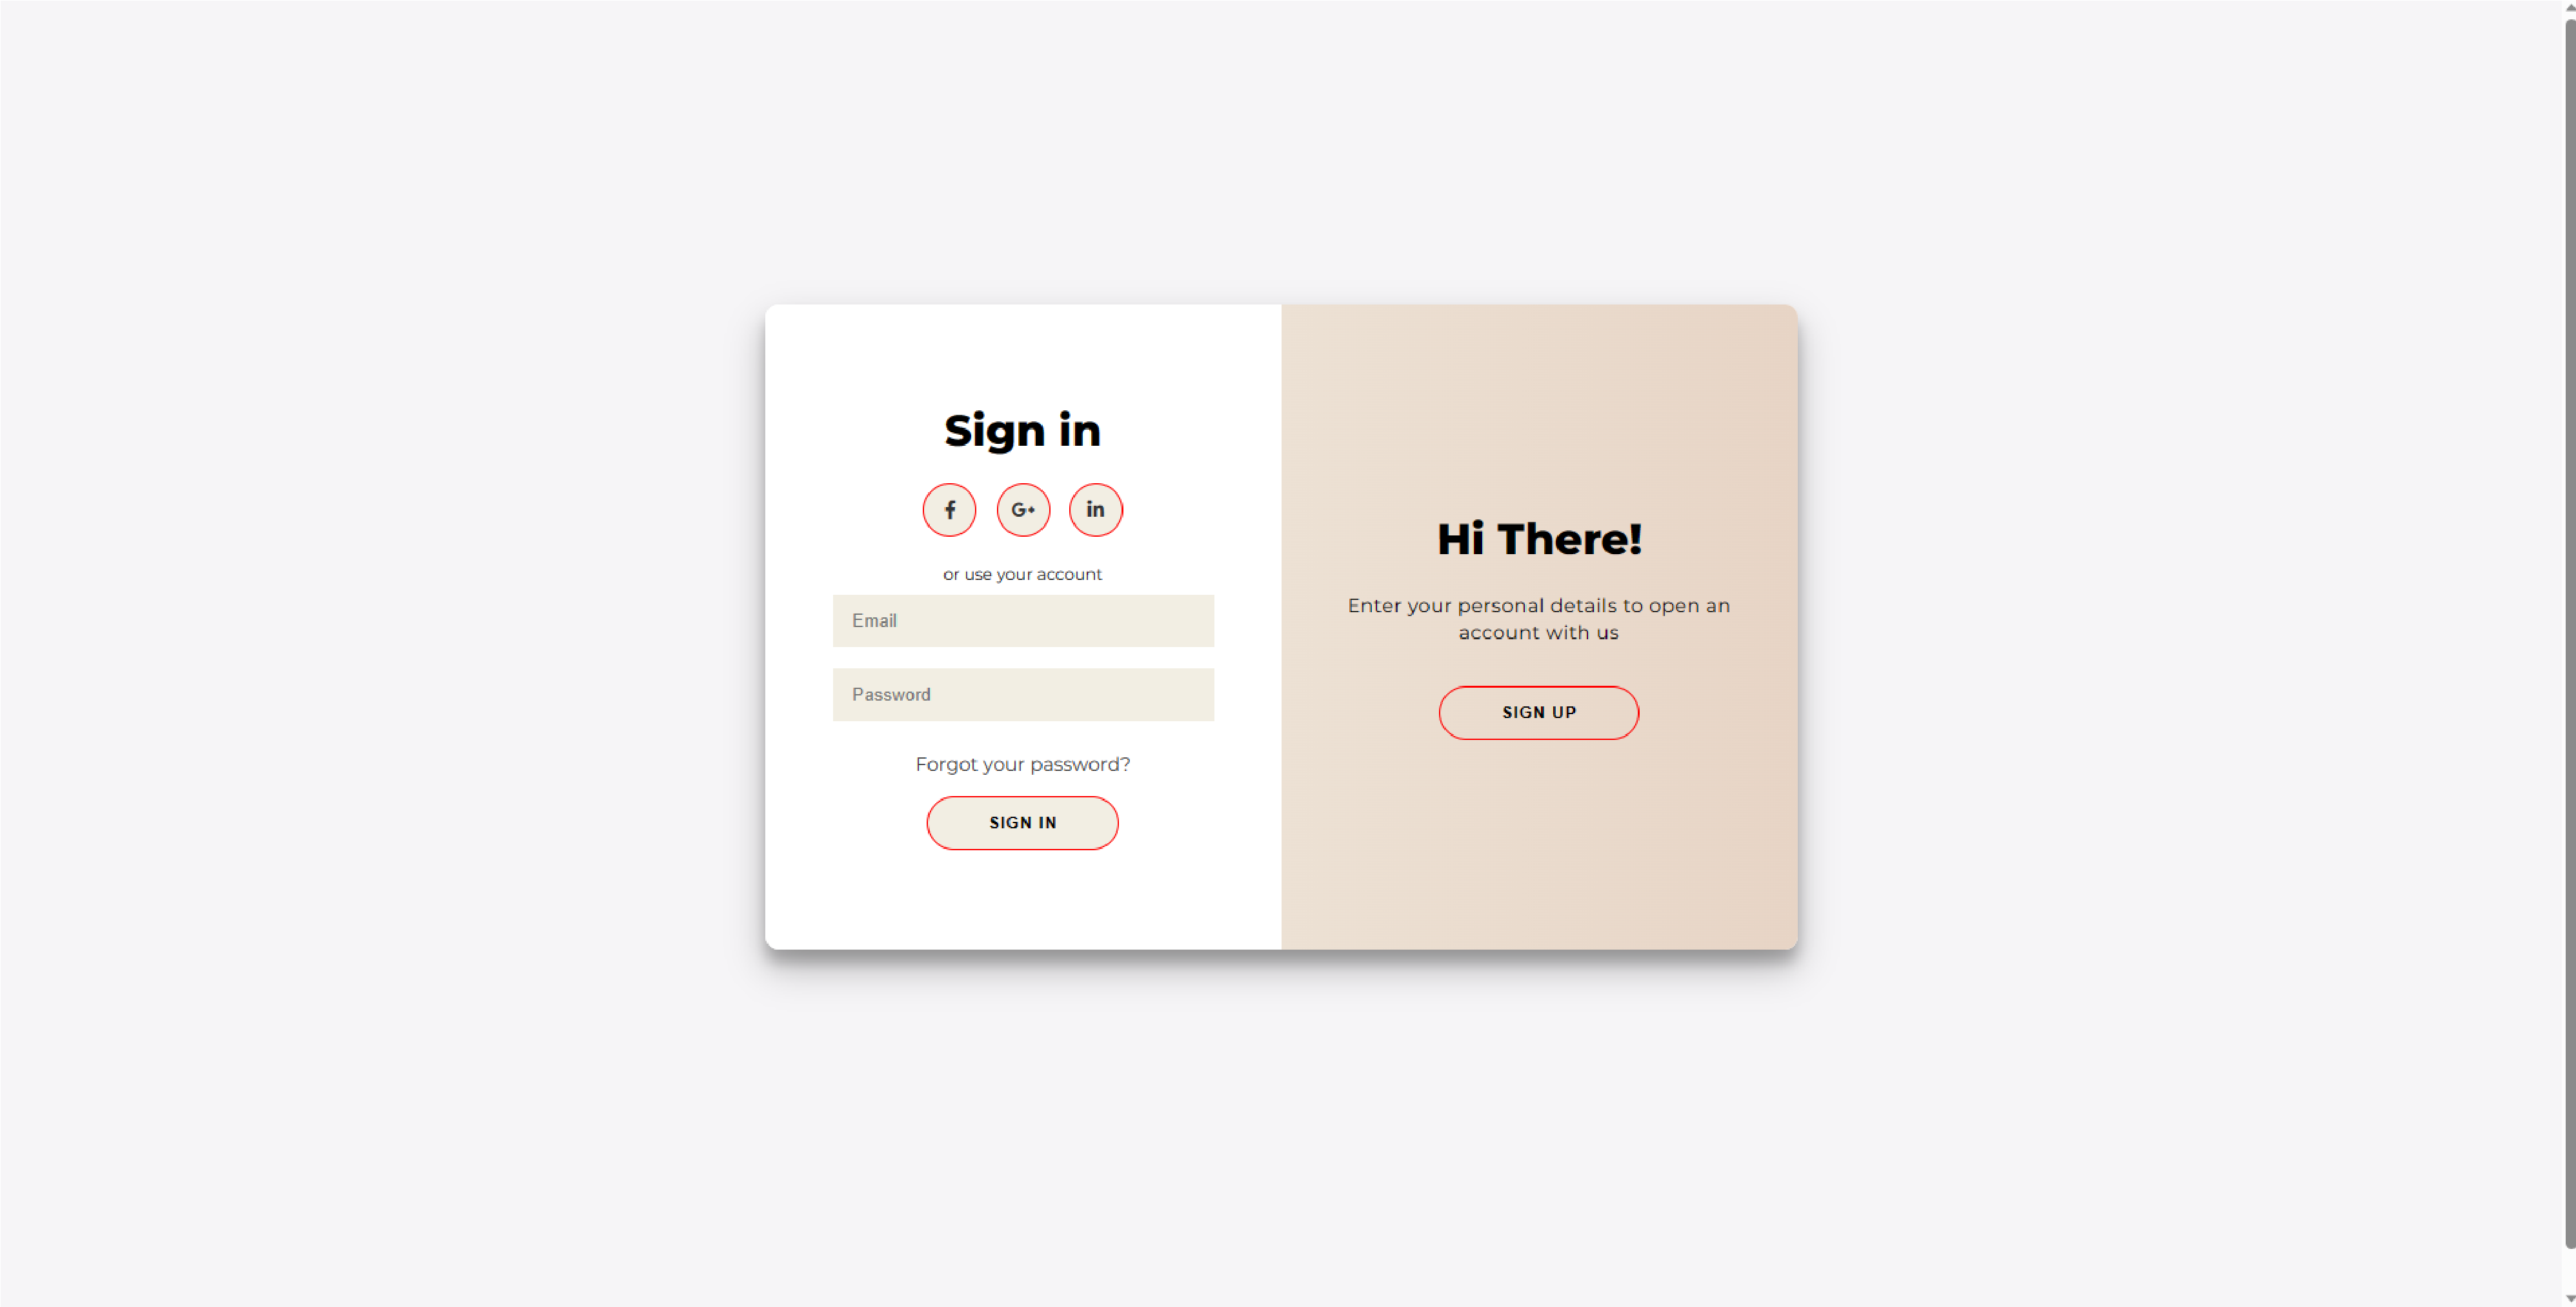 Sign in
f
G+
in
or use your account
Email
Password
Forgot your password?
SIGN IN
Hi There!
Enter your personal details to open an
account with us
SIGN UP